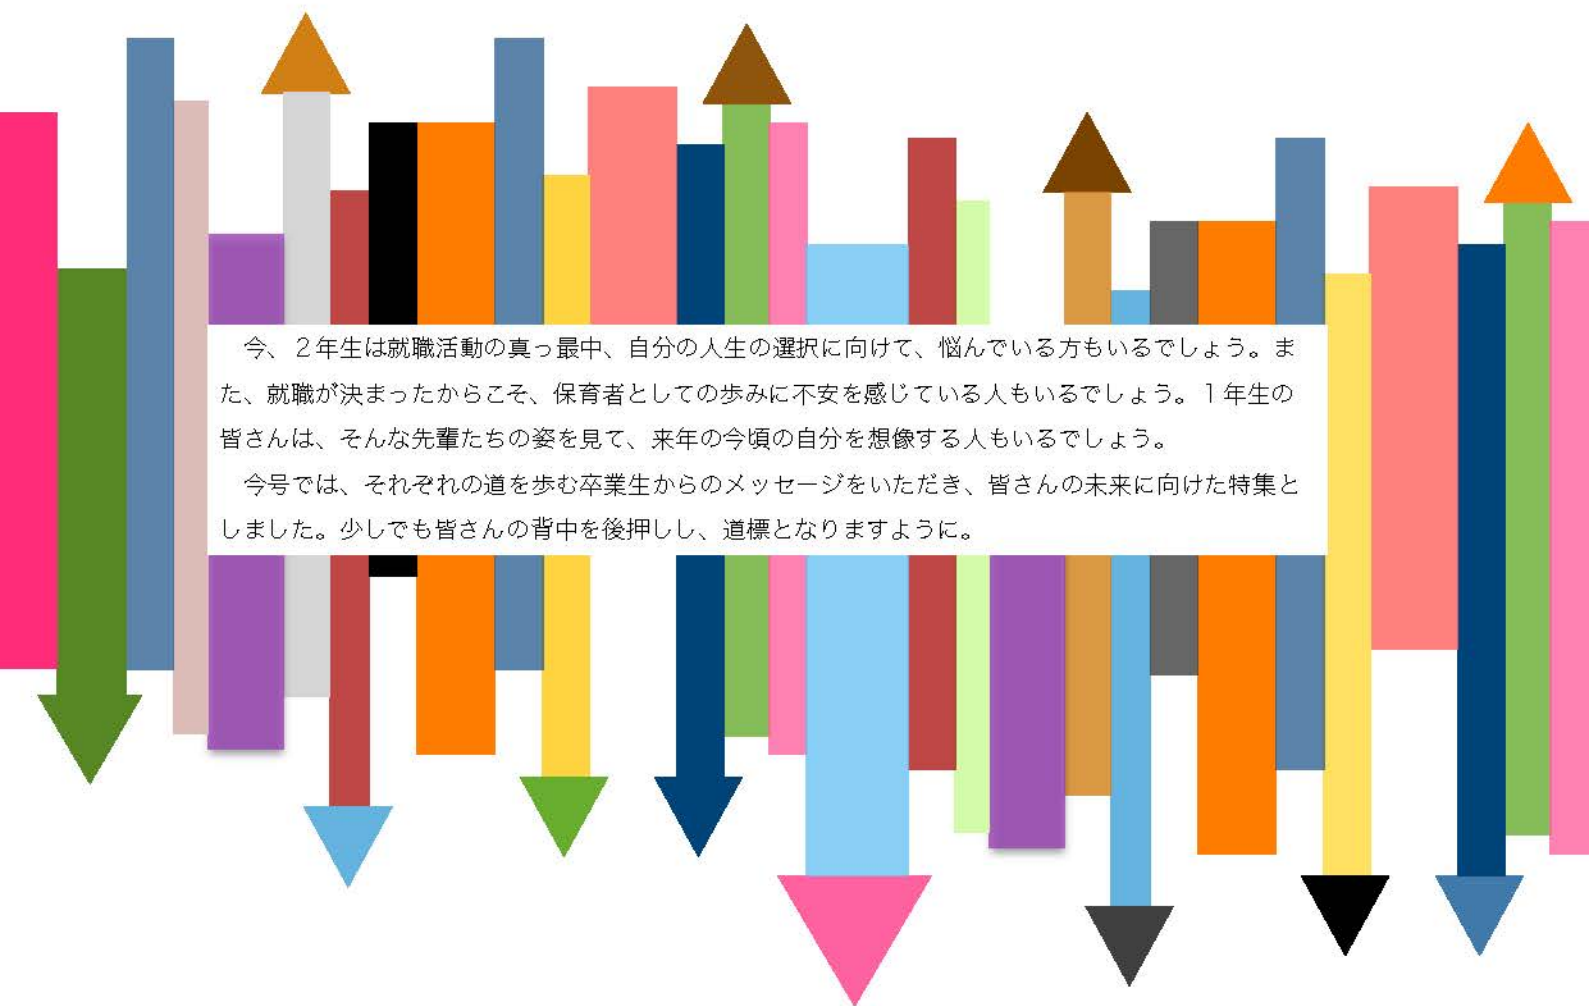 今、２年生は就職活動の真っ最中、自分の人生の選択に向けて、悩んでいる方もいるでしょう。ま
た、就職が決まったからこそ、保育者としての歩みに不安を感じている人もいるでしょう。１年生の
皆さんは、そんな先輩たちの姿を見て、来年の今頃の自分を想像する人もいるでしょう。
　今号では、それぞれの道を歩む卒業生からのメッセージをいただき、皆さんの未来に向けた特集と
しました。少しでも皆さんの背中を後押しし、道標となりますように。